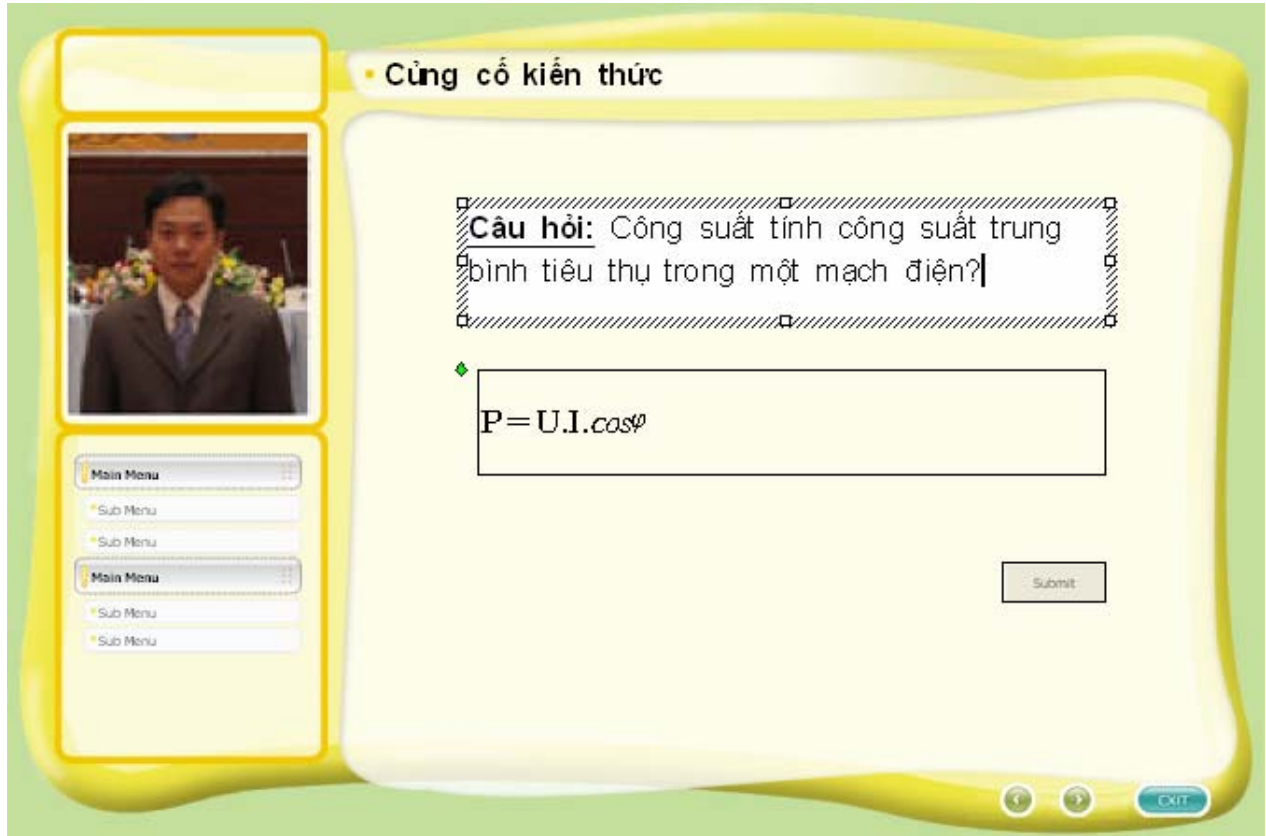 Củng cố kiến thức
Câu hỏi: Công suất tính công suất trung
bình tiêu thụ trong một mạch điện?
P=U.I.cosφ
Main Menu
Sub Menu
Sub Menu
Main Menu
Sub Menu
Sub Menu
Submit
EXIT